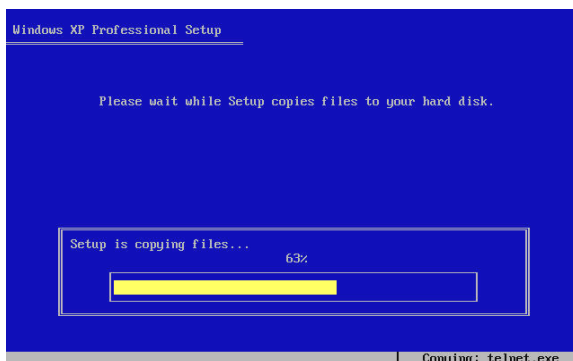 Windows XP Professional Setup
Please wait while Setup copies files to your hard disk.
Setup is copying files...
63%
Copying: telnet.exe